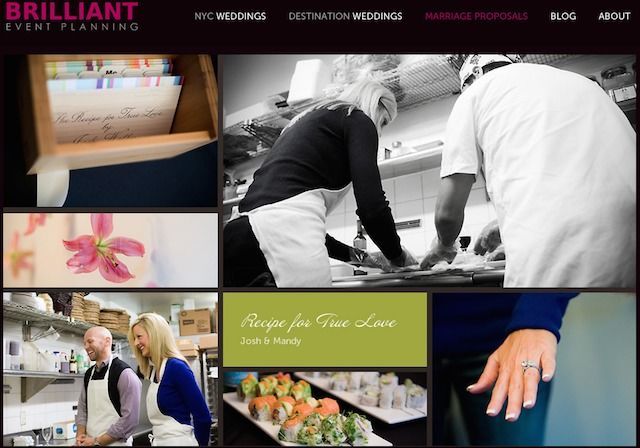 BRILLIANT
EVENT PLANNING
NYC WEDDINGS
DESTINATION WEDDINGS
MARRIAGE PROPOSALS
BLOG
ABOUT
The Recipe for True Love
by
Recipe for True Love
Josh & Mandy